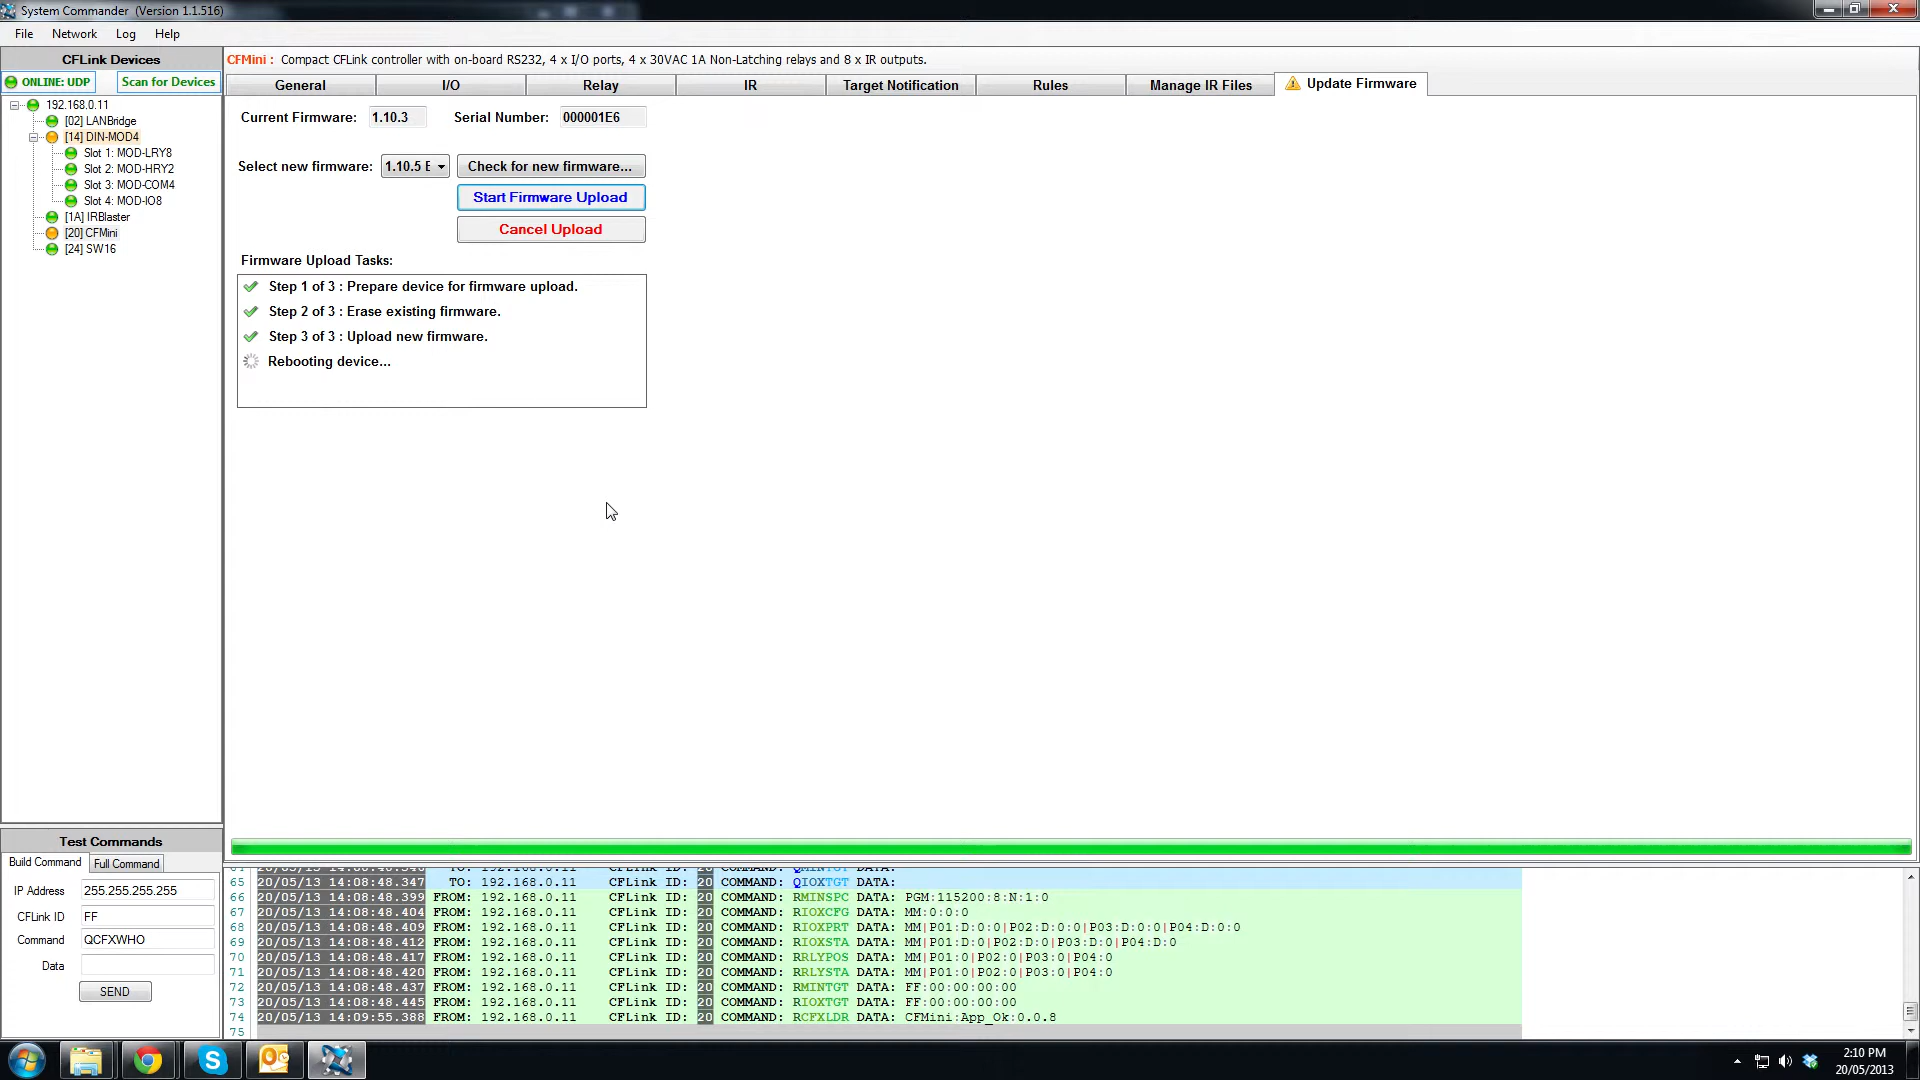 System Commander (Version 1.1.516)
File Network Log Help
CFLink Devices
ONLINE: UDP Scan for Devices
192.168.0.11
[02] LANBridge
[14] DIN-MOD4
Slot 1: MOD-LRY8
Slot 2: MOD-HRY2
Slot 3: MOD-COM4
Slot 4: MOD-IO8
[1A] IRBlaster
[20] CFMini
[24] SW16
CFMini : Compact CFLink controller with on-board RS232, 4 x I/O ports, 4 x 30VAC 1A Non-Latching relays and 8 x IR outputs.
General I/O Relay IR Target Notification Rules Manage IR Files Update Firmware
Current Firmware: 1.10.3 Serial Number: 000001E6
Select new firmware: 1.10.5 Check for new firmware...
Start Firmware Upload
Cancel Upload
Firmware Upload Tasks:
Step 1 of 3 : Prepare device for firmware upload.
Step 2 of 3 : Erase existing firmware.
Step 3 of 3 : Upload new firmware.
Rebooting device...
Test Commands
Build Command Full Command
IP Address 255.255.255.255
CFLink ID FF
Command QCFXWHO
Data
SEND
65 20/05/13 14:08:48.347 TO: 192.168.0.11 CFLink ID: 20 COMMAND: QIOXTGT DATA:
66 20/05/13 14:08:48.399 FROM: 192.168.0.11 CFLink ID: 20 COMMAND: RMINSPC DATA: PGM:115200:8:N:1:0
67 20/05/13 14:08:48.404 FROM: 192.168.0.11 CFLink ID: 20 COMMAND: RIOXCFG DATA: MM:0:0:0
68 20/05/13 14:08:48.409 FROM: 192.168.0.11 CFLink ID: 20 COMMAND: RIOXPRT DATA: MM|P01:D:0:0|P02:D:0:0|P03:D:0:0|P04:D:0:0
69 20/05/13 14:08:48.412 FROM: 192.168.0.11 CFLink ID: 20 COMMAND: RIOXSTA DATA: MM|P01:D:0|P02:D:0|P03:D:0|P04:D:0
70 20/05/13 14:08:48.417 FROM: 192.168.0.11 CFLink ID: 20 COMMAND: RRLYPOS DATA: MM|P01:0|P02:0|P03:0|P04:0
71 20/05/13 14:08:48.420 FROM: 192.168.0.11 CFLink ID: 20 COMMAND: RRLYSTA DATA: MM|P01:0|P02:0|P03:0|P04:0
72 20/05/13 14:08:48.437 FROM: 192.168.0.11 CFLink ID: 20 COMMAND: RMINTGT DATA: FF:00:00:00:00
73 20/05/13 14:08:48.445 FROM: 192.168.0.11 CFLink ID: 20 COMMAND: RIOXTGT DATA: FF:00:00:00:00
74 20/05/13 14:09:55.388 FROM: 192.168.0.11 CFLink ID: 20 COMMAND: RCFXLDR DATA: CFMini:App_Ok:0.0.8
75
2:10 PM
20/05/2013